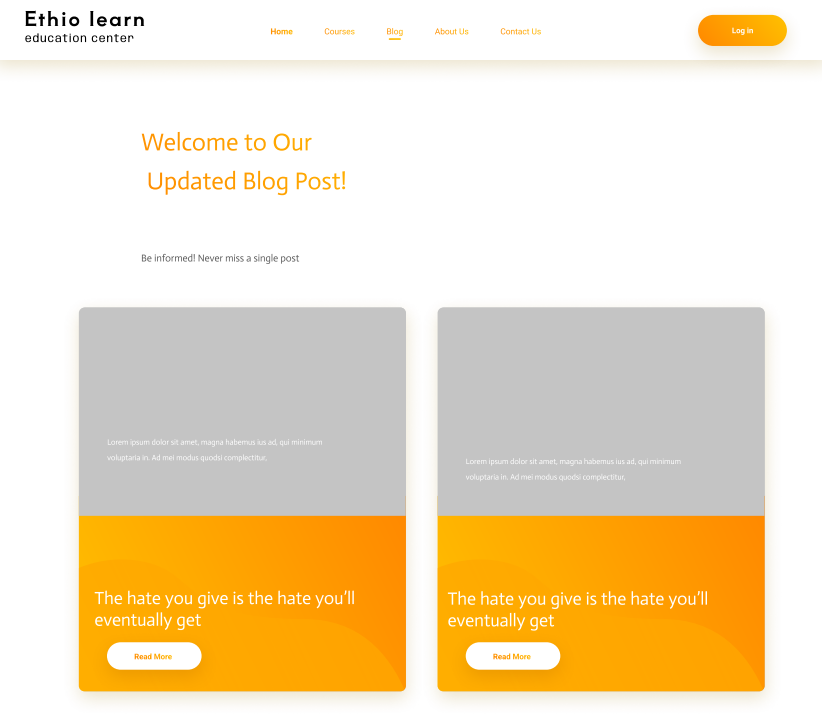 Ethio learn
education center
Home Courses Blog About Us Contact Us
Log in
Welcome to Our
Updated Blog Post!
Be informed! Never miss a single post
Lorem ipsum dolor sit amet, magna habemus ius ad, qui minimum
voluptaria in. Ad mei modus quodsi complectitur,
The hate you give is the hate you'll
eventually get
Read More
Lorem ipsum dolor sit amet, magna habemus ius ad, qui minimum
voluptaria in. Ad mei modus quodsi complectitur,
The hate you give is the hate you'll
eventually get
Read More